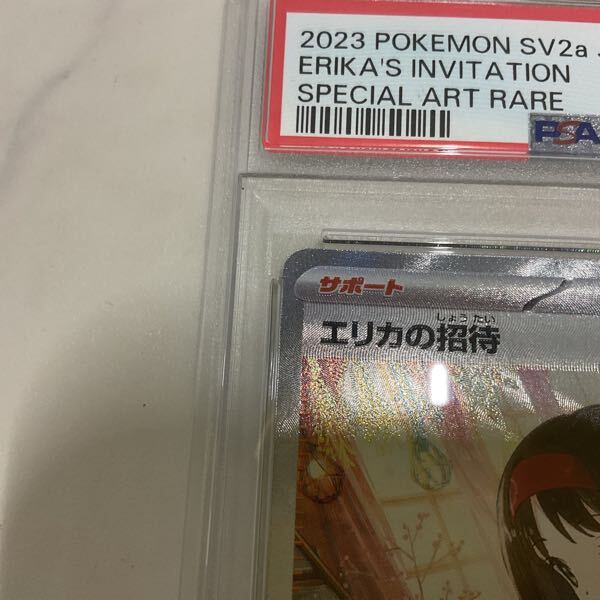 2023 POKEMON SV2a
ERIKA'S INVITATION
SPECIAL ART RARE
PSA
サポート
しょうたい
エリカの招待